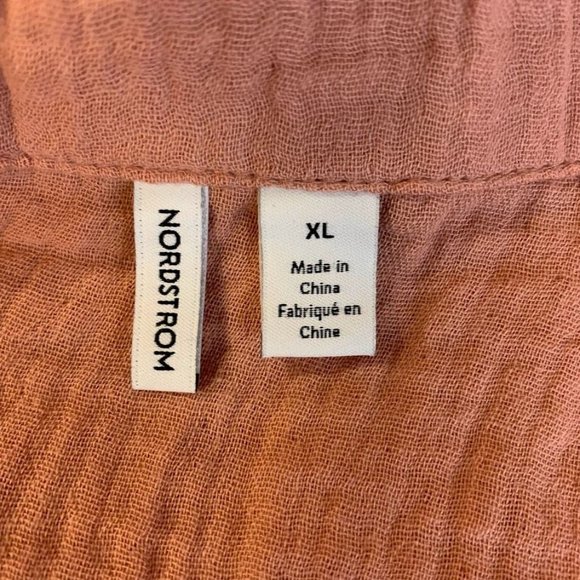 NORDSTROM
XL
Made in
China
Fabriqué en
Chine